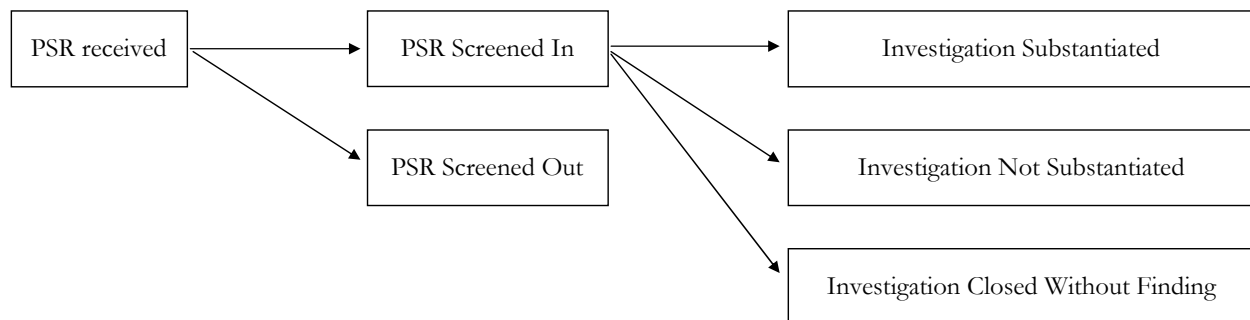 PSR received
PSR Screened In
Investigation Substantiated
PSR Screened Out
Investigation Not Substantiated
Investigation Closed Without Finding